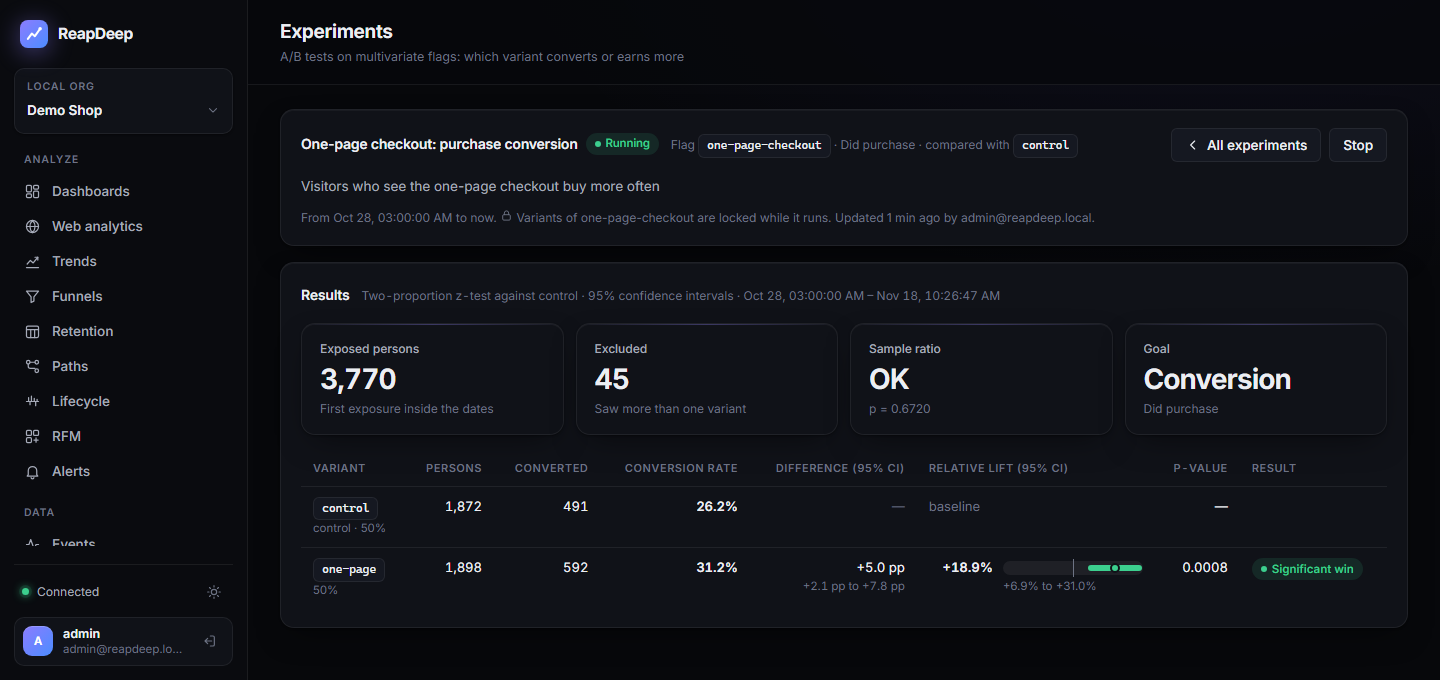 ReapDeep
LOCAL ORG
Demo Shop
ANALYZE
Dashboards
Web analytics
Trends
Funnels
Retention
Paths
Lifecycle
RFM
Alerts
DATA
Events
Connected
A
admin
admin@reapdeep.lo...
Experiments
A/B tests on multivariate flags: which variant converts or earns more
One-page checkout: purchase conversion Running Flag one-page-checkout · Did purchase · compared with control
All experiments Stop
Visitors who see the one-page checkout buy more often
From Oct 28, 03:00:00 AM to now. Variants of one-page-checkout are locked while it runs. Updated 1 min ago by admin@reapdeep.local.
Results Two-proportion z-test against control · 95% confidence intervals · Oct 28, 03:00:00 AM – Nov 18, 10:26:47 AM
Exposed persons
3,770
First exposure inside the dates
Excluded
45
Saw more than one variant
Sample ratio
OK
p = 0.6720
Goal
Conversion
Did purchase
VARIANT PERSONS CONVERTED CONVERSION RATE DIFFERENCE (95% CI) RELATIVE LIFT (95% CI) P-VALUE RESULT
control 1,872 491 26.2% — baseline —
control · 50%
one-page 1,898 592 31.2% +5.0 pp +18.9% 0.0008 Significant win
50% +2.1 pp to +7.8 pp +6.9% to +31.0%